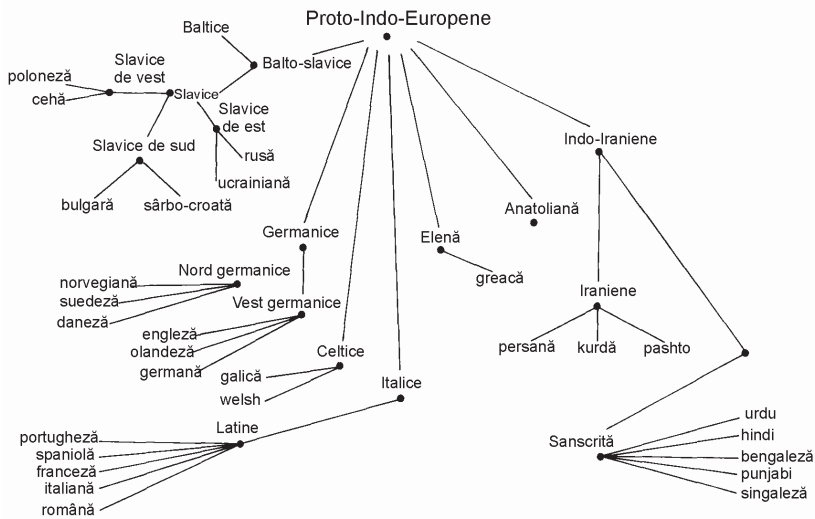 Proto-Indo-Europene
Baltice
Balto-slavice
Slavice
de vest
poloneză
cehă
Slavice
Slavice
de est
rusă
ucrainiană
Slavice de sud
bulgară
sârbo-croată
Indo-Iraniene
Anatoliană
Elenă
greacă
Germanice
Nord germanice
norvegiană
suedeză
daneză
Vest germanice
engleză
olandeză
germană
Celtice
galică
welsh
Italice
Latine
portugheză
spaniolă
franceză
italiană
română
Iraniene
persană
kurdă
pashto
Sanscrită
urdu
hindi
bengaleză
punjabi
singaleză